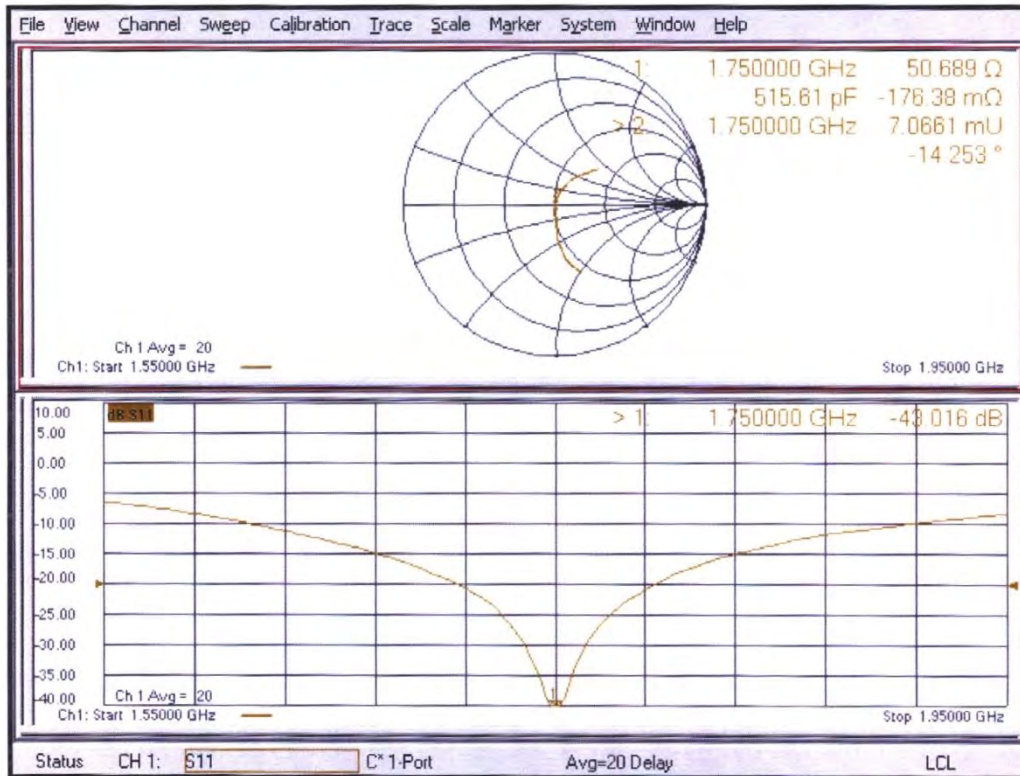 File View Channel Sweep Calibration Trace Scale Marker System Window Help
1: 1.750000 GHz 50.689 Ω
515.61 pF -176.38 mΩ
> 2: 1.750000 GHz 7.0661 mU
-14.253 °
Ch 1 Avg = 20
Ch1: Start 1.55000 GHz
Stop 1.95000 GHz
10.00
dB S11
> 1: 1.750000 GHz -43.016 dB
5.00
0.00
-5.00
-10.00
-15.00
-20.00
-25.00
-30.00
-35.00
-40.00
1
Ch 1 Avg = 20
Ch1: Start 1.55000 GHz
Stop 1.95000 GHz
Status CH 1: S11 C* 1-Port Avg=20 Delay LCL